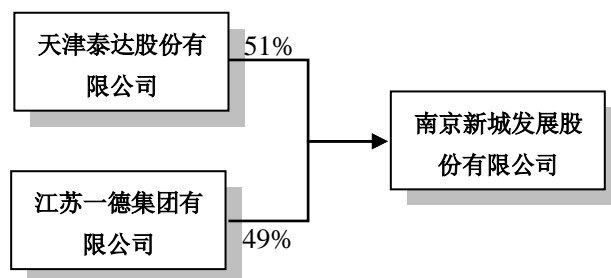 天津泰达股份有
限公司
51%
南京新城发展股
份有限公司
江苏一德集团有
限公司
49%